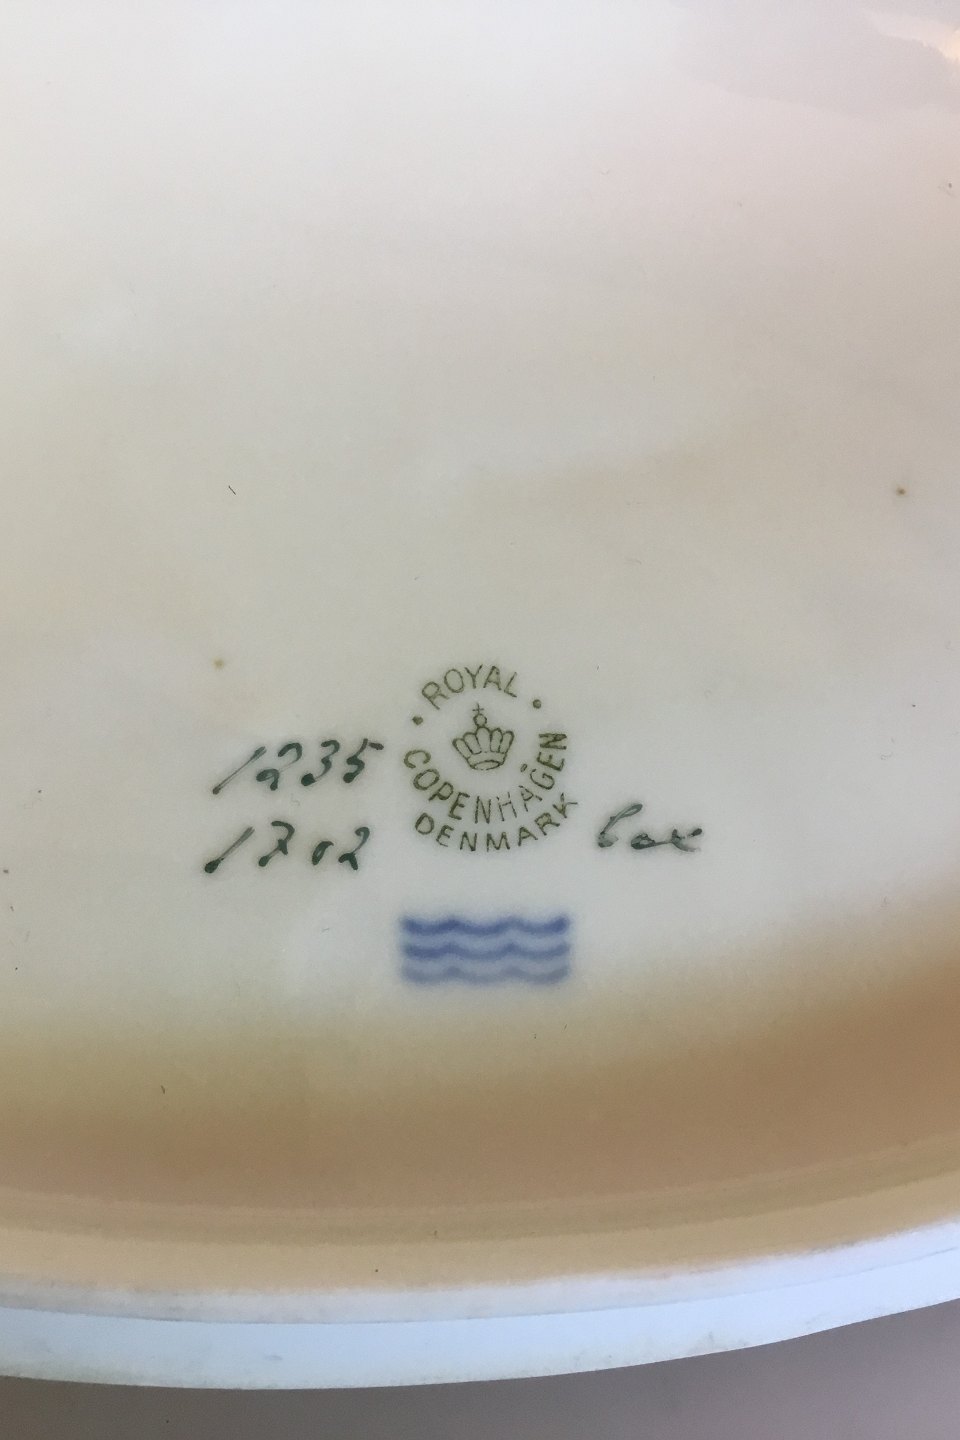 ROYAL
COPENHAGEN
DENMARK
1235
1702